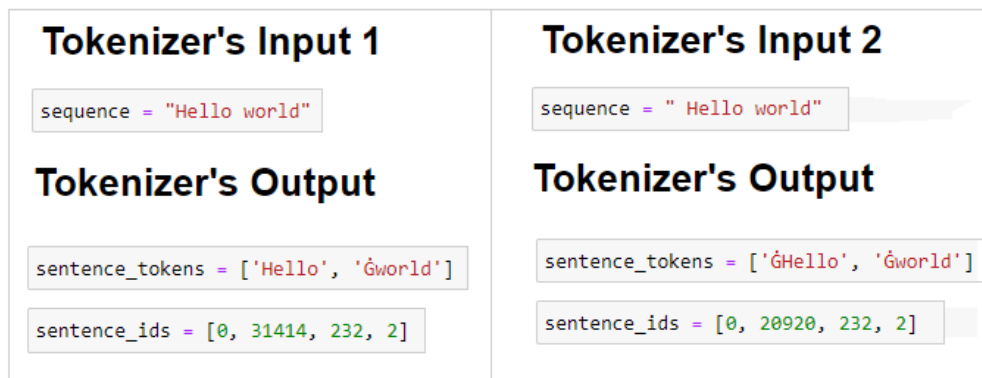 Tokenizer's Input 1
sequence = "Hello world"
Tokenizer's Output
sentence_tokens = ['Hello', 'Ġworld']
sentence_ids = [0, 31414, 232, 2]
Tokenizer's Input 2
sequence = " Hello world"
Tokenizer's Output
sentence_tokens = ['ĠHello', 'Ġworld']
sentence_ids = [0, 20920, 232, 2]